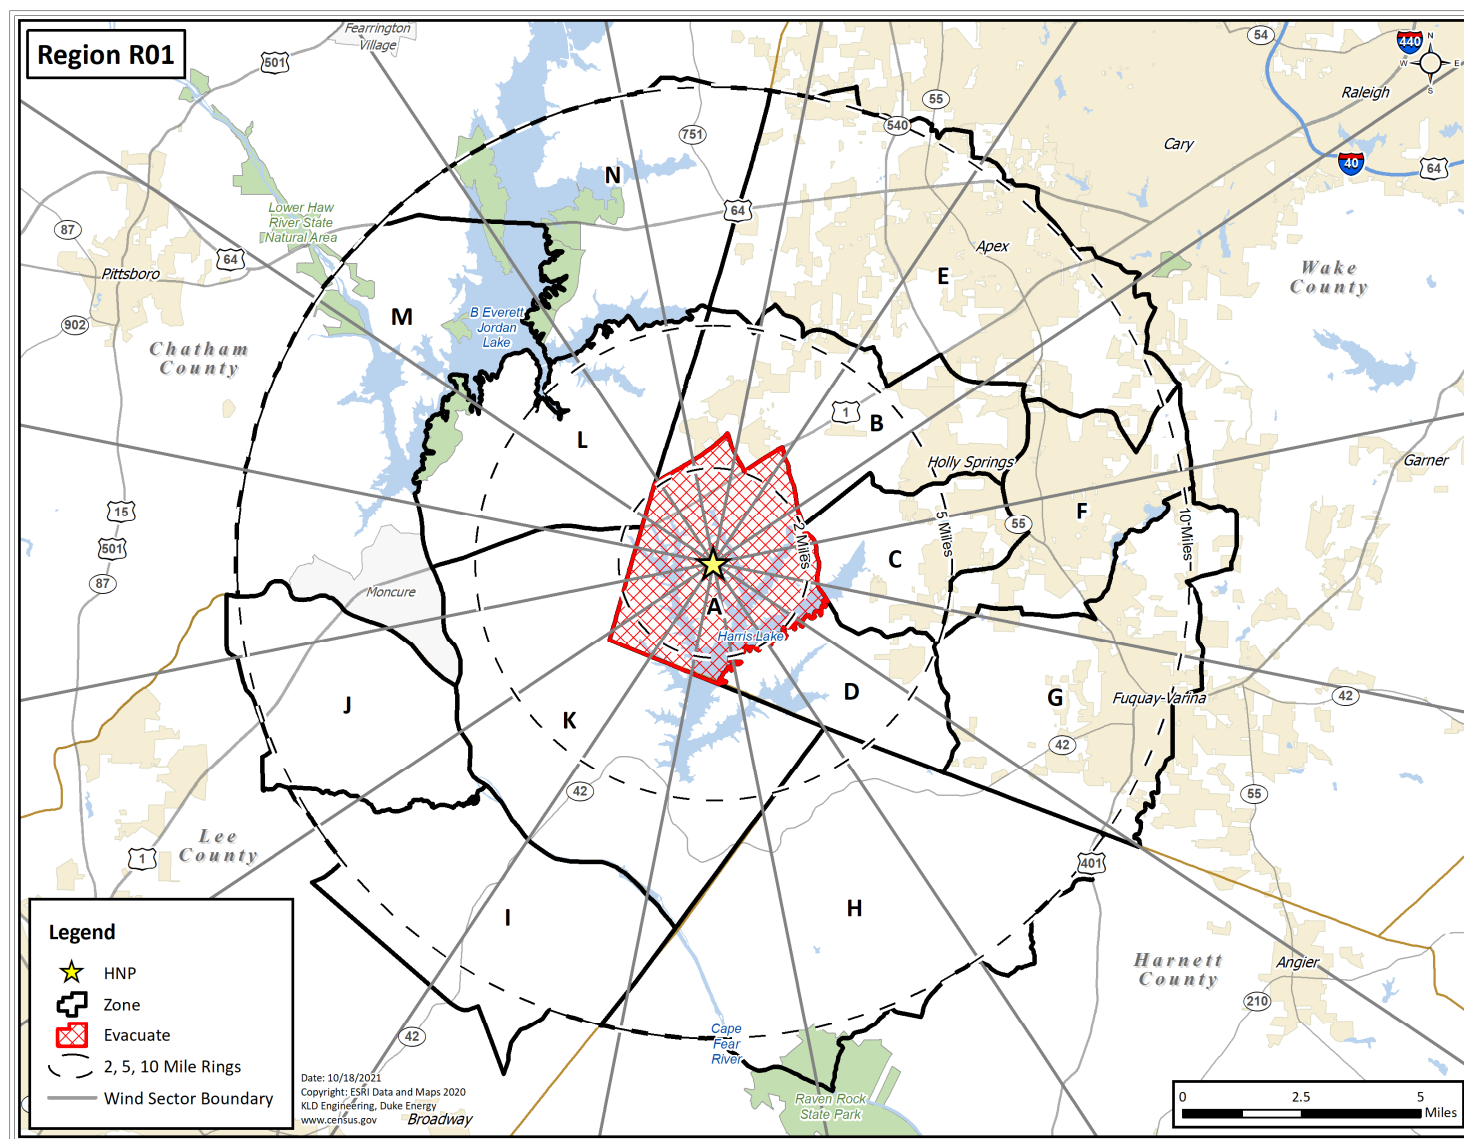 Region R01
Fearrington
Village
501
54
440
N
W
E
S
Raleigh
55
540
751
Cary
40
64
N
Lower Haw
River State
Natural Area
64
87
64
Pittsboro
Apex
E
Wake
County
M
B Everett
Jordan
Lake
902
Chatham
County
1
B
L
Holly Springs
Garner
15
55
F
5 Miles
10 Miles
2 Miles
501
C
87
Moncure
A
Harris Lake
J
K
D
G
Fuquay-Varina
42
42
42
55
Lee
County
1
401
H
I
Harnett
County
Angier
210
Cape
Fear
River
42
Raven Rock
State Park
Broadway
Legend
HNP
Zone
Evacuate
2, 5, 10 Mile Rings
Wind Sector Boundary
Date: 10/18/2021
Copyright: ESRI Data and Maps 2020
KLD Engineering, Duke Energy
www.census.gov
0 2.5 5
Miles